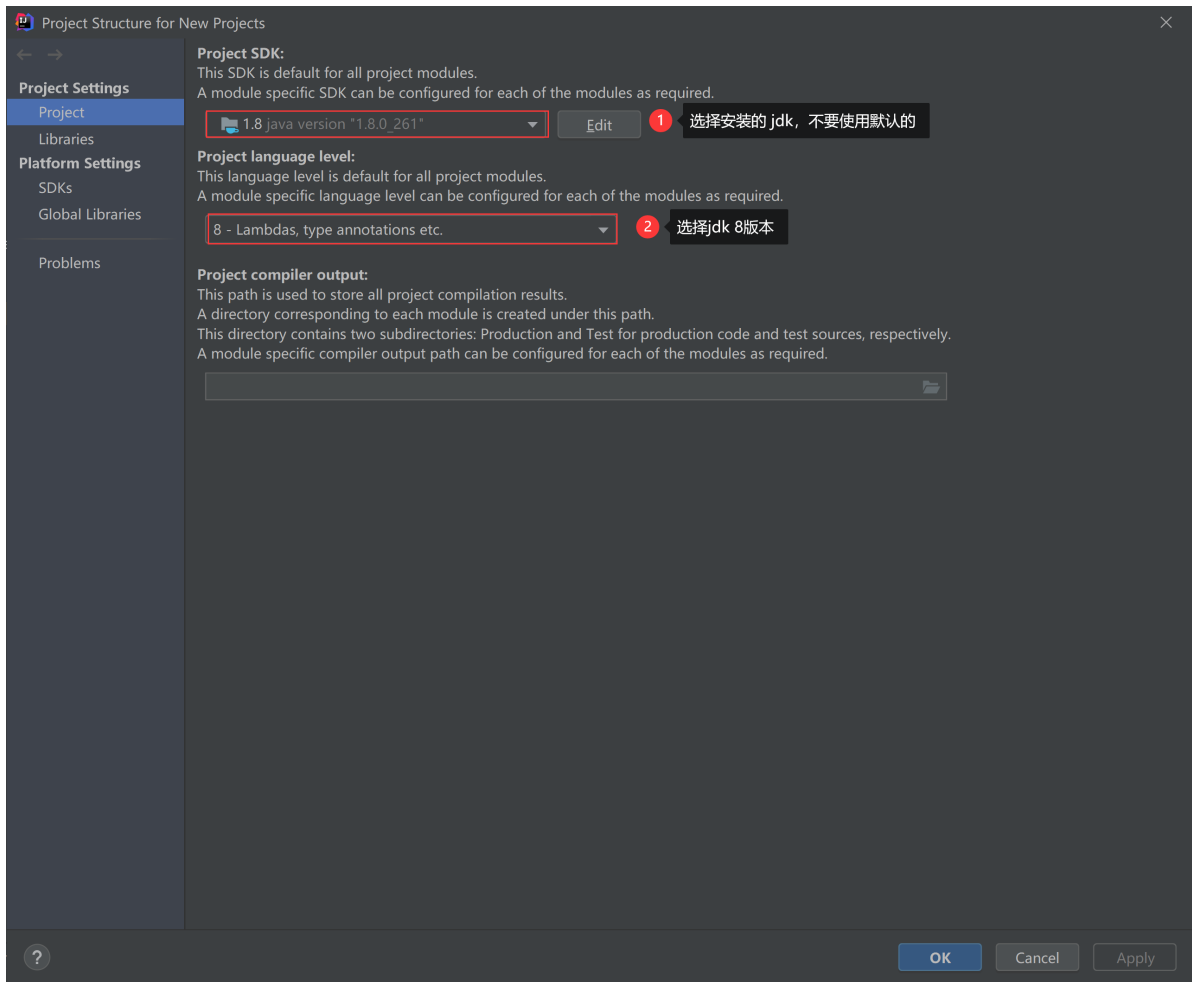 Project Structure for New Projects
Project Settings
Project
Libraries
Platform Settings
SDKs
Global Libraries
Problems
Project SDK:
This SDK is default for all project modules.
A module specific SDK can be configured for each of the modules as required.
1.8 java version "1.8.0_261"
Edit
1 选择安装的 jdk，不要使用默认的
Project language level:
This language level is default for all project modules.
A module specific language level can be configured for each of the modules as required.
8 - Lambdas, type annotations etc.
2 选择jdk 8版本
Project compiler output:
This path is used to store all project compilation results.
A directory corresponding to each module is created under this path.
This directory contains two subdirectories: Production and Test for production code and test sources, respectively.
A module specific compiler output path can be configured for each of the modules as required.
?
OK
Cancel
Apply